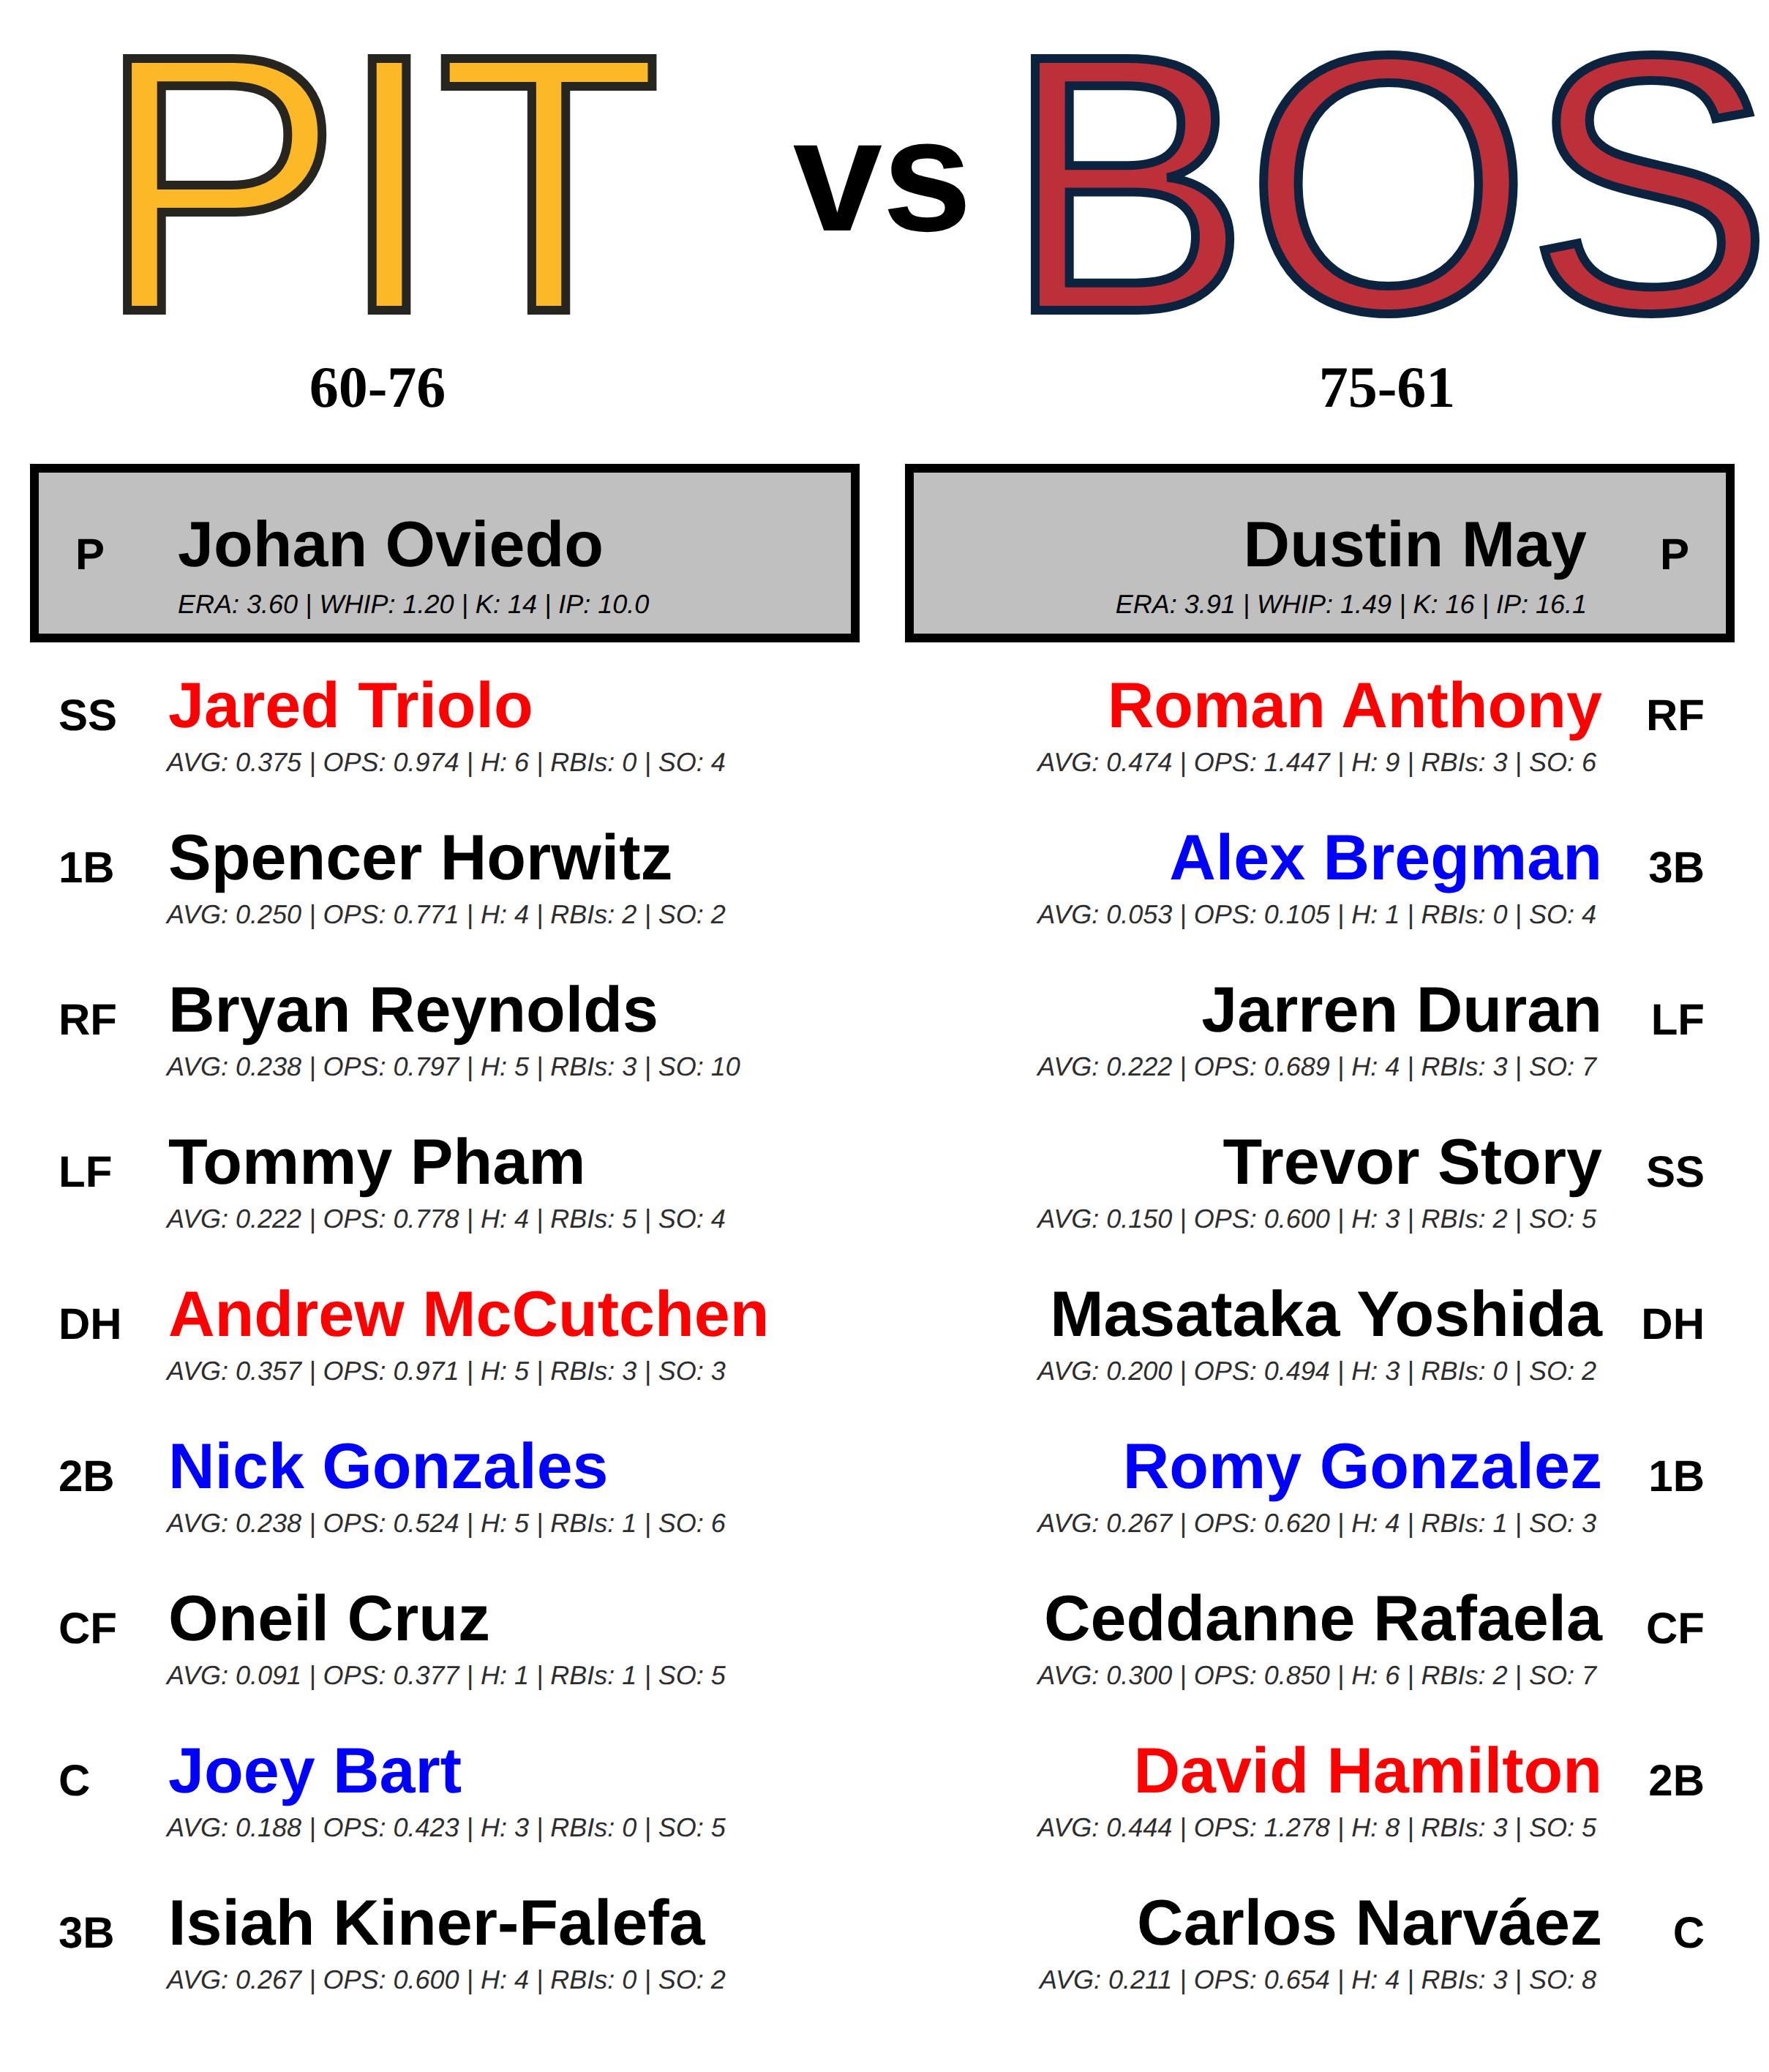 PIT vs BOS
60-76 75-61
P Johan Oviedo
ERA: 3.60 | WHIP: 1.20 | K: 14 | IP: 10.0
Dustin May P
ERA: 3.91 | WHIP: 1.49 | K: 16 | IP: 16.1
SS Jared Triolo
AVG: 0.375 | OPS: 0.974 | H: 6 | RBIs: 0 | SO: 4
1B Spencer Horwitz
AVG: 0.250 | OPS: 0.771 | H: 4 | RBIs: 2 | SO: 2
RF Bryan Reynolds
AVG: 0.238 | OPS: 0.797 | H: 5 | RBIs: 3 | SO: 10
LF Tommy Pham
AVG: 0.222 | OPS: 0.778 | H: 4 | RBIs: 5 | SO: 4
DH Andrew McCutchen
AVG: 0.357 | OPS: 0.971 | H: 5 | RBIs: 3 | SO: 3
2B Nick Gonzales
AVG: 0.238 | OPS: 0.524 | H: 5 | RBIs: 1 | SO: 6
CF Oneil Cruz
AVG: 0.091 | OPS: 0.377 | H: 1 | RBIs: 1 | SO: 5
C Joey Bart
AVG: 0.188 | OPS: 0.423 | H: 3 | RBIs: 0 | SO: 5
3B Isiah Kiner-Falefa
AVG: 0.267 | OPS: 0.600 | H: 4 | RBIs: 0 | SO: 2
Roman Anthony RF
AVG: 0.474 | OPS: 1.447 | H: 9 | RBIs: 3 | SO: 6
Alex Bregman 3B
AVG: 0.053 | OPS: 0.105 | H: 1 | RBIs: 0 | SO: 4
Jarren Duran LF
AVG: 0.222 | OPS: 0.689 | H: 4 | RBIs: 3 | SO: 7
Trevor Story SS
AVG: 0.150 | OPS: 0.600 | H: 3 | RBIs: 2 | SO: 5
Masataka Yoshida DH
AVG: 0.200 | OPS: 0.494 | H: 3 | RBIs: 0 | SO: 2
Romy Gonzalez 1B
AVG: 0.267 | OPS: 0.620 | H: 4 | RBIs: 1 | SO: 3
Ceddanne Rafaela CF
AVG: 0.300 | OPS: 0.850 | H: 6 | RBIs: 2 | SO: 7
David Hamilton 2B
AVG: 0.444 | OPS: 1.278 | H: 8 | RBIs: 3 | SO: 5
Carlos Narváez C
AVG: 0.211 | OPS: 0.654 | H: 4 | RBIs: 3 | SO: 8